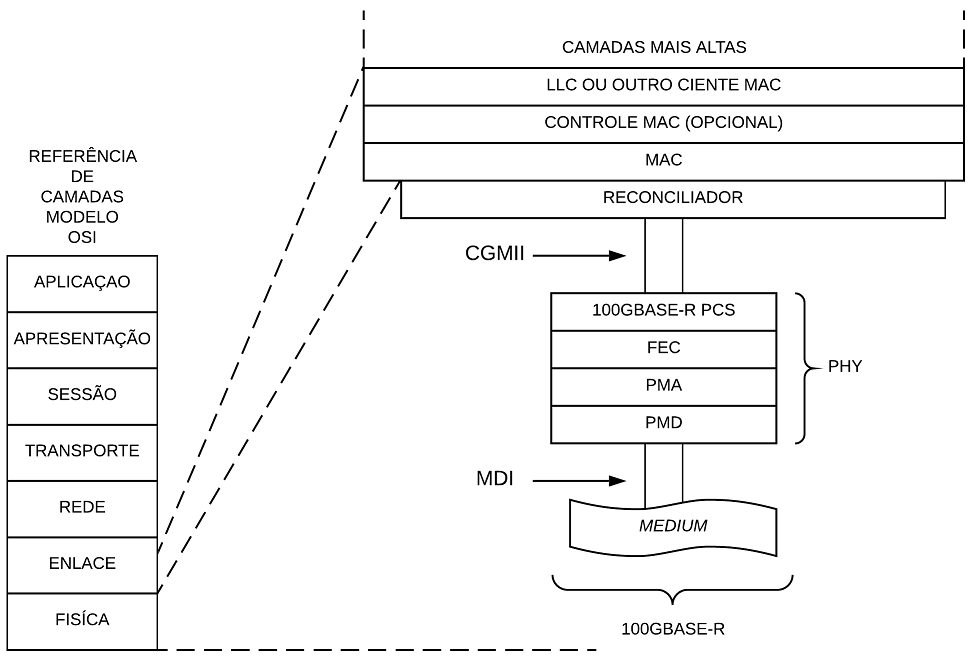 REFERÊNCIA
DE
CAMADAS
MODELO
OSI
APLICAÇAO
APRESENTAÇÃO
SESSÃO
TRANSPORTE
REDE
ENLACE
FISÍCA
CAMADAS MAIS ALTAS
LLC OU OUTRO CIENTE MAC
CONTROLE MAC (OPCIONAL)
MAC
RECONCILIADOR
CGMII
100GBASE-R PCS
FEC
PMA
PMD
PHY
MDI
MEDIUM
100GBASE-R